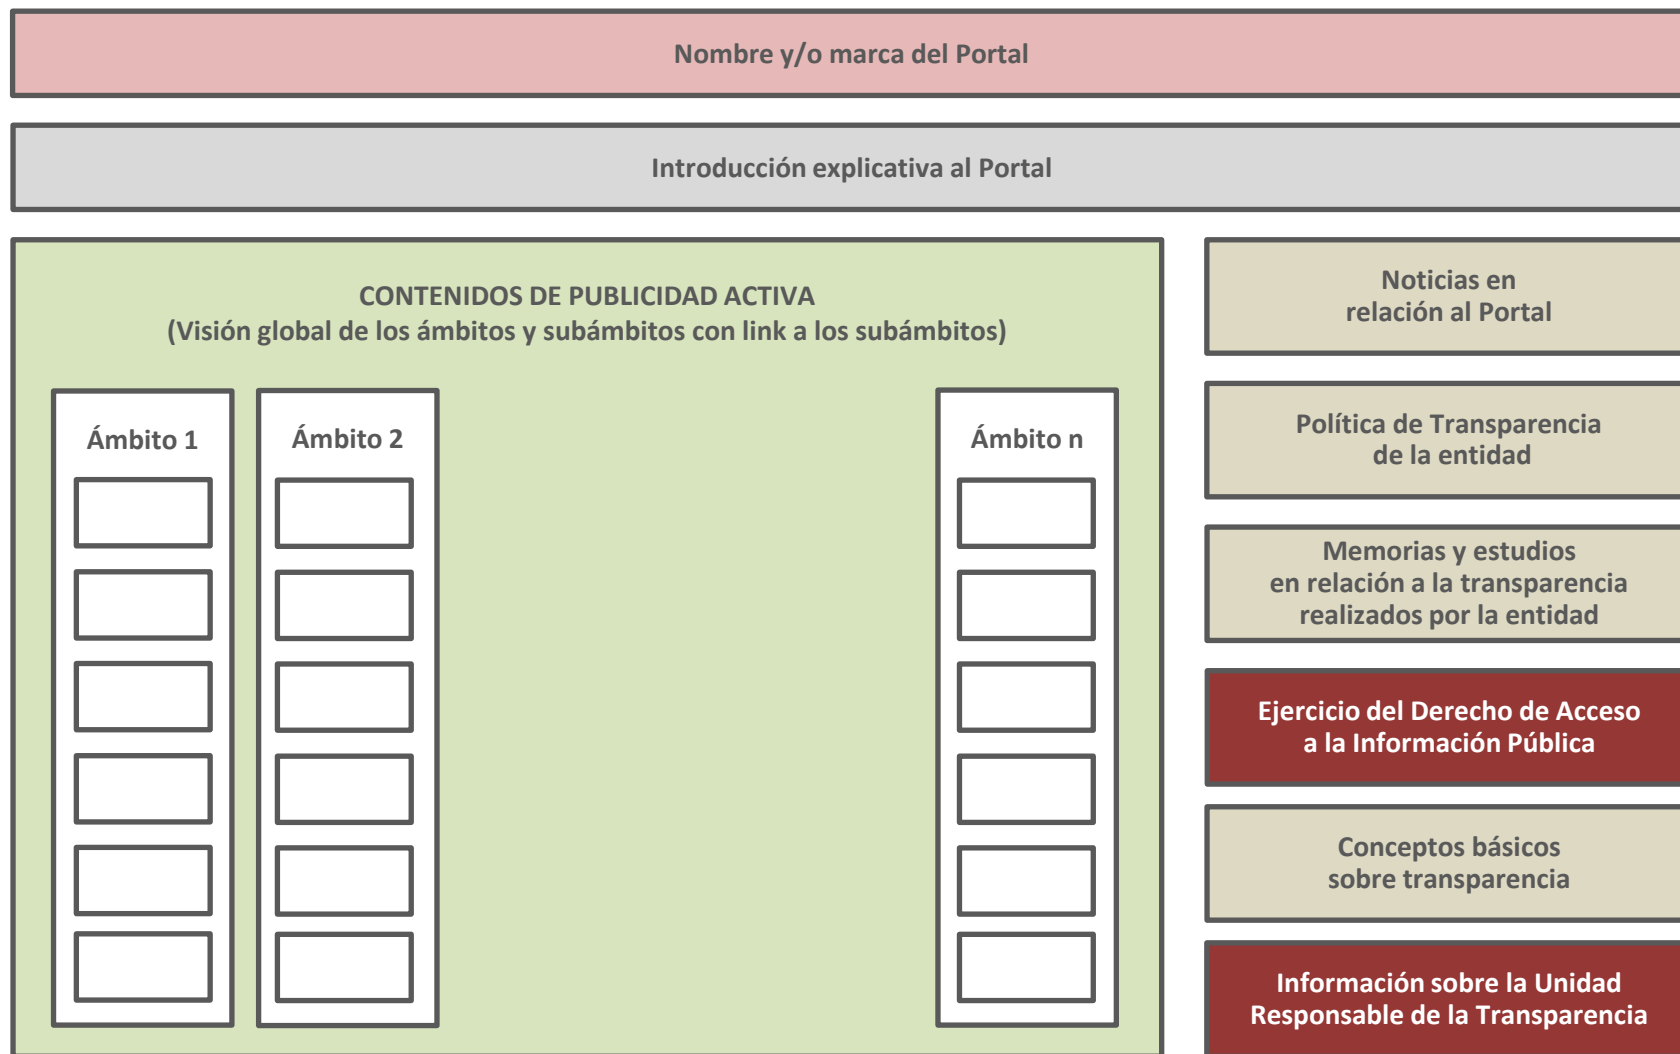 Nombre y/o marca del Portal
Introducción explicativa al Portal
CONTENIDOS DE PUBLICIDAD ACTIVA
(Visión global de los ámbitos y subámbitos con link a los subámbitos)
Ámbito 1
Ámbito 2
Ámbito n
Noticias en
relación al Portal
Política de Transparencia
de la entidad
Memorias y estudios
en relación a la transparencia
realizados por la entidad
Ejercicio del Derecho de Acceso
a la Información Pública
Conceptos básicos
sobre transparencia
Información sobre la Unidad
Responsable de la Transparencia